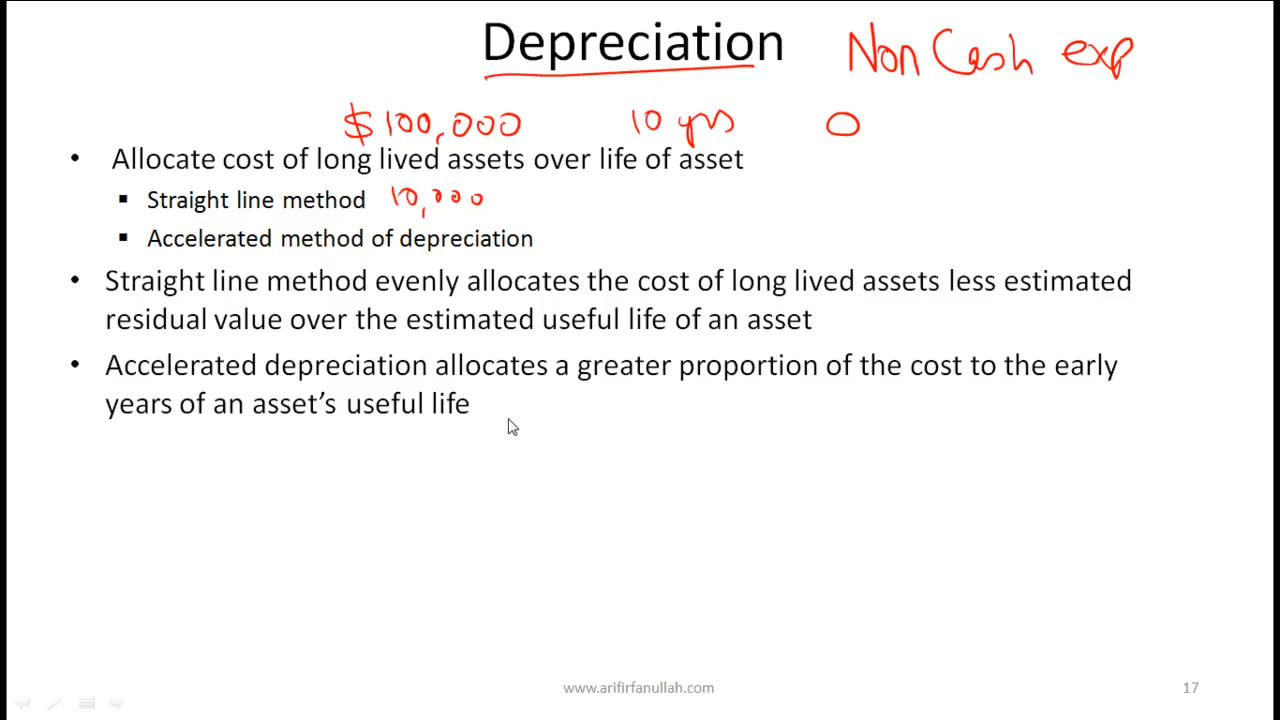 Depreciation Non Cash exp
$100,000 10 yrs 0
• Allocate cost of long lived assets over life of asset
▪ Straight line method 10,000
▪ Accelerated method of depreciation
• Straight line method evenly allocates the cost of long lived assets less estimated
residual value over the estimated useful life of an asset
• Accelerated depreciation allocates a greater proportion of the cost to the early
years of an asset’s useful life
www.arifirfanullah.com 17